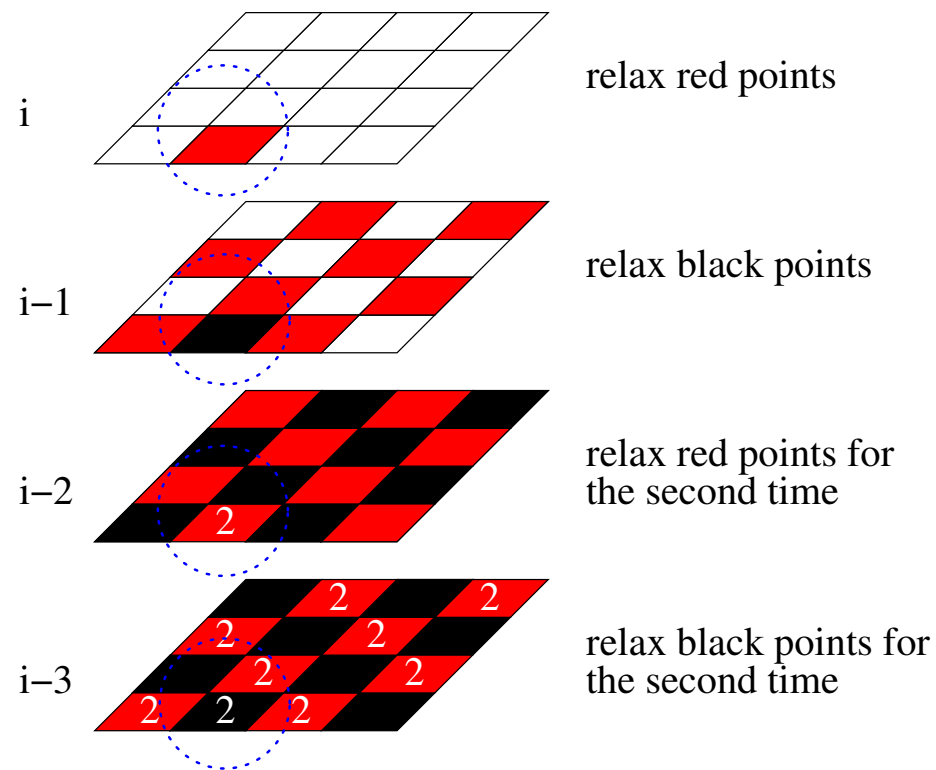 i
relax red points
i−1
relax black points
i−2
relax red points for
the second time
2
i−3
relax black points for
the second time
2 2
2 2
2 2
2 2 2